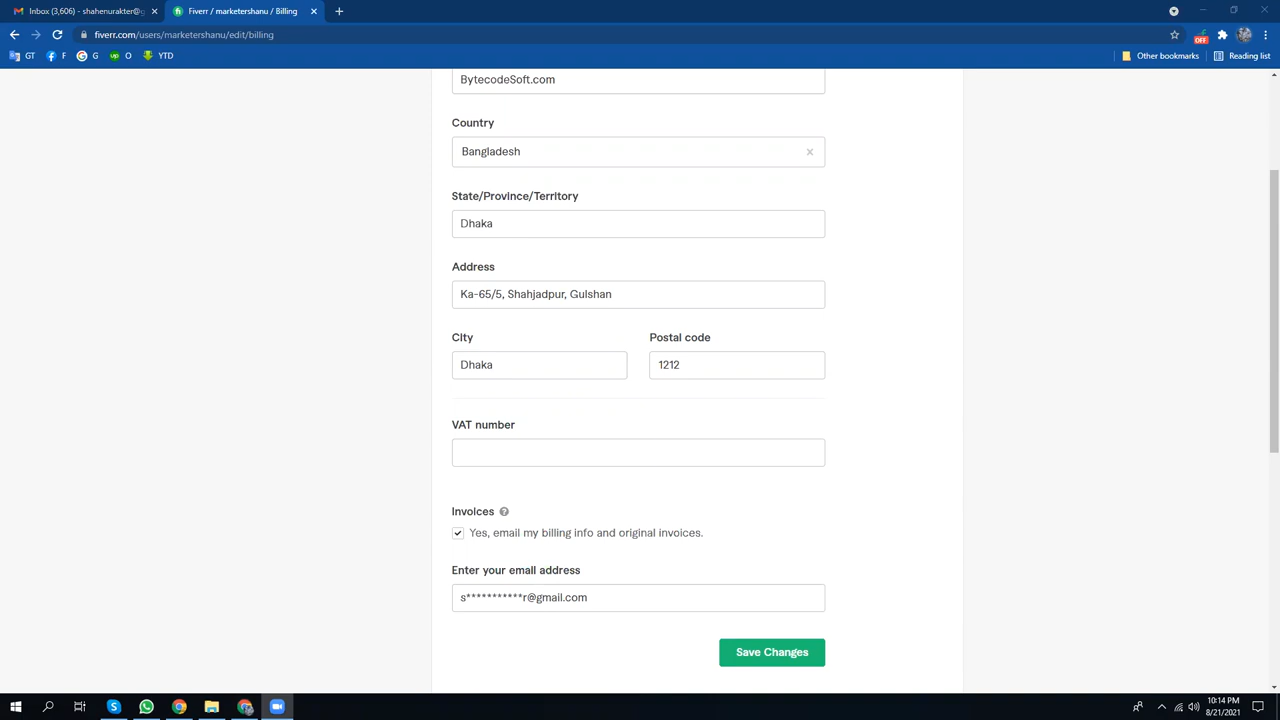 Inbox (3,606) - shahenurakter@g
Fiverr / marketershanu / Billing
fiverr.com/users/marketershanu/edit/billing
OFF
GT
F
G
O
YTD
Other bookmarks
Reading list
BytecodeSoft.com
Country
Bangladesh
State/Province/Territory
Dhaka
Address
Ka-65/5, Shahjadpur, Gulshan
City
Postal code
Dhaka
1212
VAT number
Invoices
Yes, email my billing info and original invoices.
Enter your email address
s***********r@gmail.com
Save Changes
10:14 PM
8/21/2021